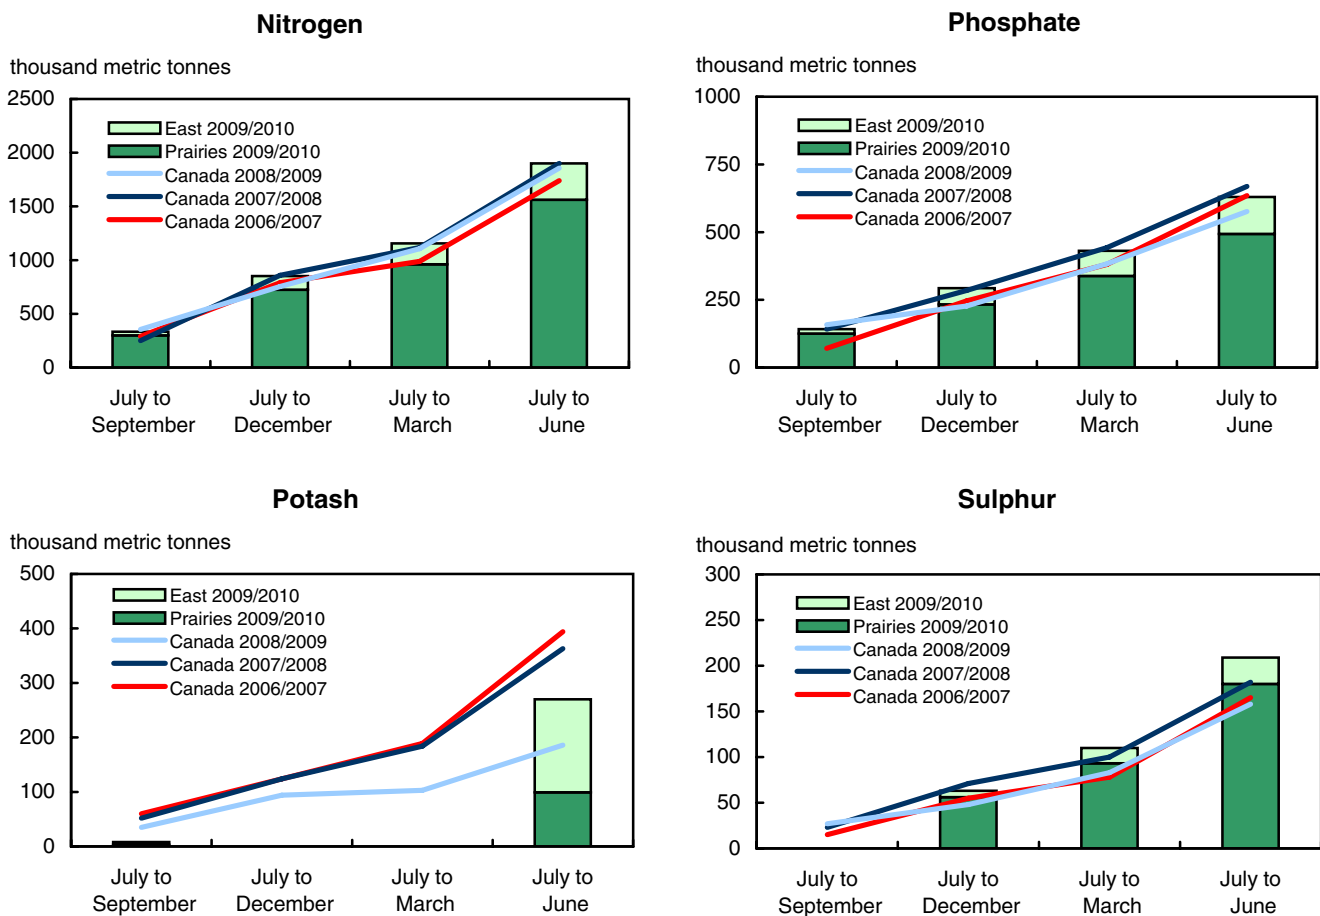 Nitrogen
thousand metric tonnes
2500
2000
1500
1000
500
0
East 2009/2010
Prairies 2009/2010
Canada 2008/2009
Canada 2007/2008
Canada 2006/2007
July to September
July to December
July to March
July to June
Phosphate
thousand metric tonnes
1000
750
500
250
0
East 2009/2010
Prairies 2009/2010
Canada 2008/2009
Canada 2007/2008
Canada 2006/2007
July to September
July to December
July to March
July to June
Potash
thousand metric tonnes
500
400
300
200
100
0
East 2009/2010
Prairies 2009/2010
Canada 2008/2009
Canada 2007/2008
Canada 2006/2007
July to September
July to December
July to March
July to June
Sulphur
thousand metric tonnes
300
250
200
150
100
50
0
East 2009/2010
Prairies 2009/2010
Canada 2008/2009
Canada 2007/2008
Canada 2006/2007
July to September
July to December
July to March
July to June